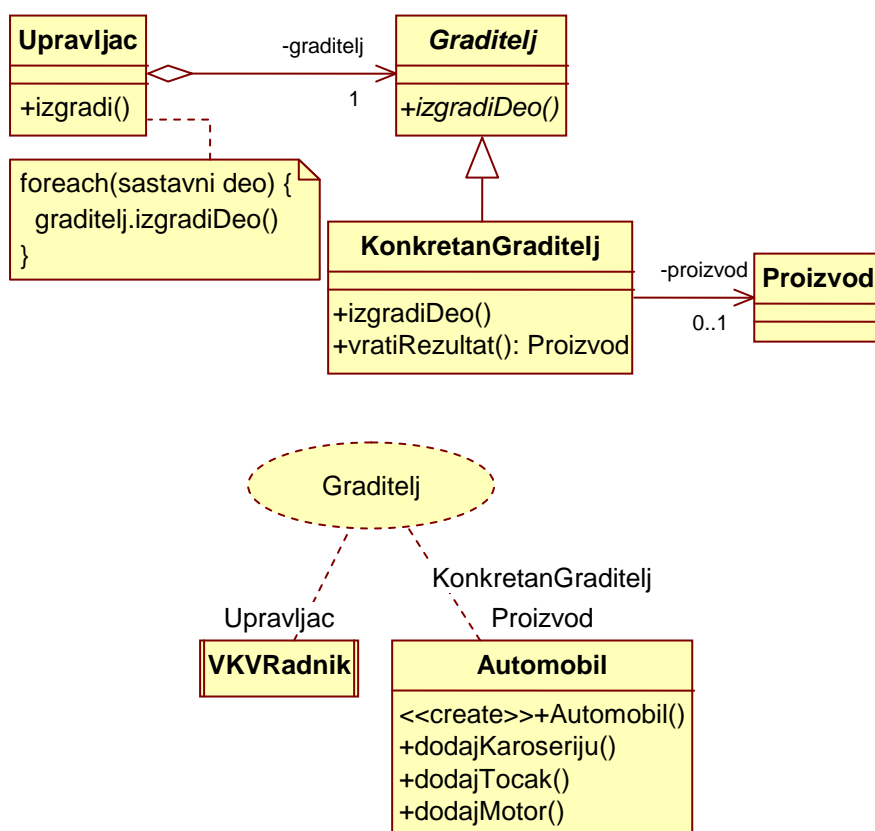 Upravljac
+izgradi()
-graditelj
1
Graditelj
+izgradiDeo()
foreach(sastavni deo) {
graditelj.izgradiDeo()
}
KonkretanGraditelj
+izgradiDeo()
+vratiRezultat(): Proizvod
-proizvod
0..1
Proizvod
Graditelj
Upravljac
KonkretanGraditelj
Proizvod
VKVRadnik
Automobil
<<create>>+Automobil()
+dodajKaroseriju()
+dodajTocak()
+dodajMotor()